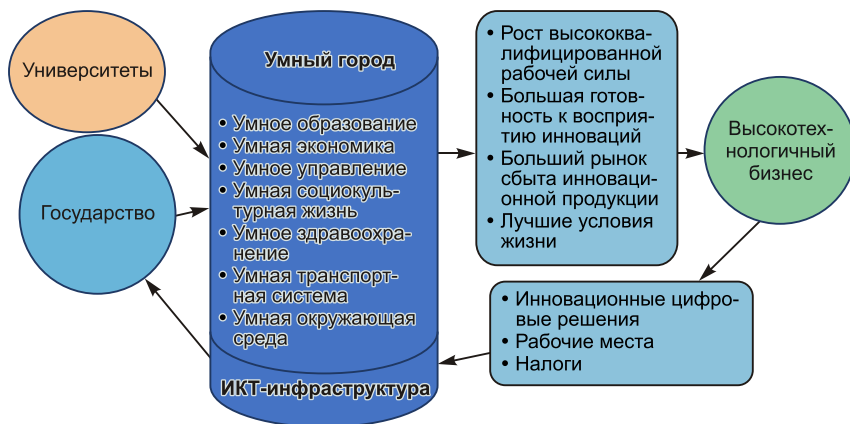 Университеты
Государство
Умный город
• Умное образование
• Умная экономика
• Умное управление
• Умная социокуль-
турная жизнь
• Умное здравоохра-
нение
• Умная транспорт-
ная система
• Умная окружающая
среда
ИКТ-инфраструктура
• Рост высококва-
лифицированной
рабочей силы
• Большая готов-
ность к восприя-
тию инноваций
• Больший рынок
сбыта инноваци-
онной продукции
• Лучшие условия
жизни
Высокотех-
нологичный
бизнес
• Инновационные цифро-
вые решения
• Рабочие места
• Налоги